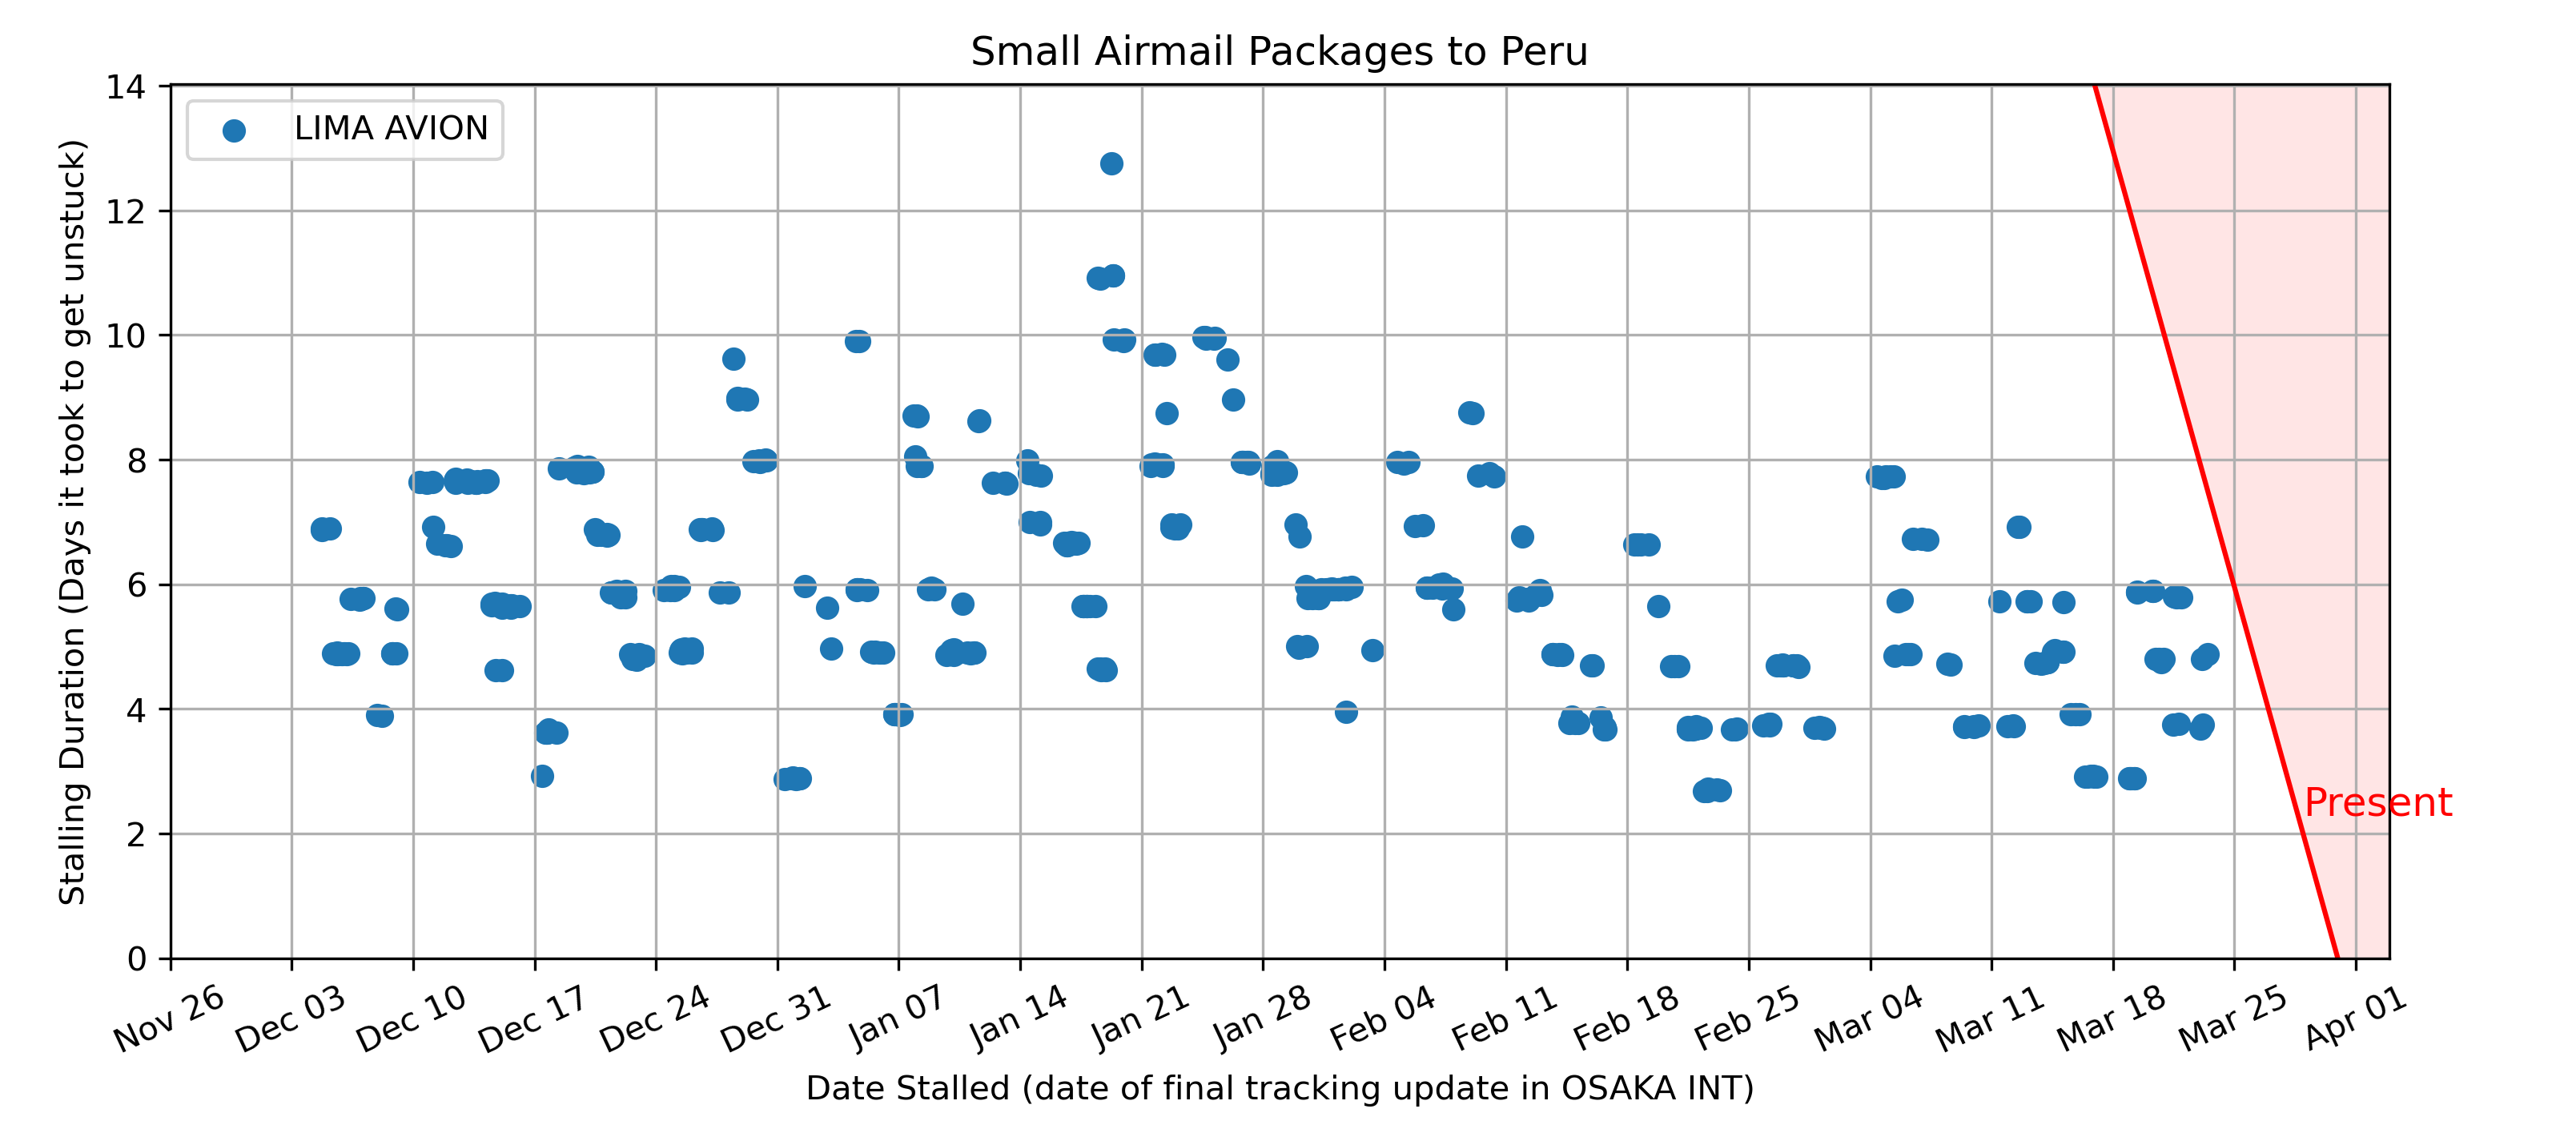 Small Airmail Packages to Peru
LIMA AVION
Stalling Duration (Days it took to get unstuck)
14
12
10
8
6
4
2
0
Present
Nov 26
Dec 03
Dec 10
Dec 17
Dec 24
Dec 31
Jan 07
Jan 14
Jan 21
Jan 28
Feb 04
Feb 11
Feb 18
Feb 25
Mar 04
Mar 11
Mar 18
Mar 25
Apr 01
Date Stalled (date of final tracking update in OSAKA INT)